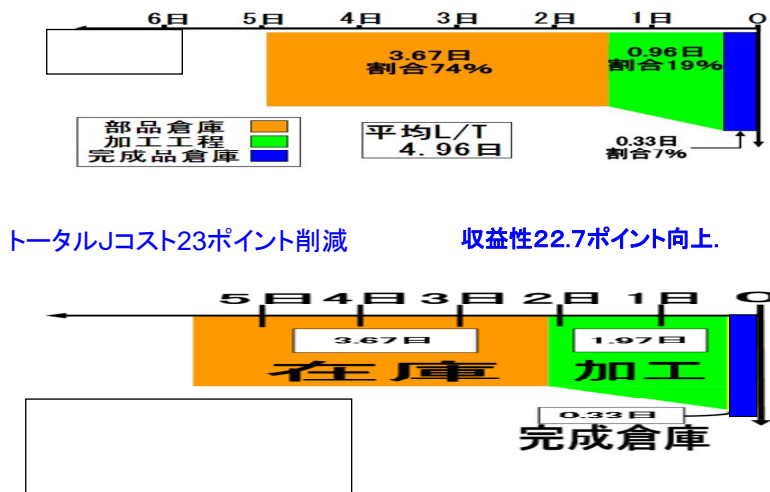 6日 5日 4日 3日 2日 1日 0
3.67日
割合74%
0.96日
割合19%
部品倉庫
加工工程
完成品倉庫
平均L/T
4.96日
0.33日
割合7%
トータルJコスト23ポイント削減
収益性22.7ポイント向上.
5日 4日 3日 2日 1日 0
3.67日
1.97日
在庫
加工
0.33日
完成倉庫